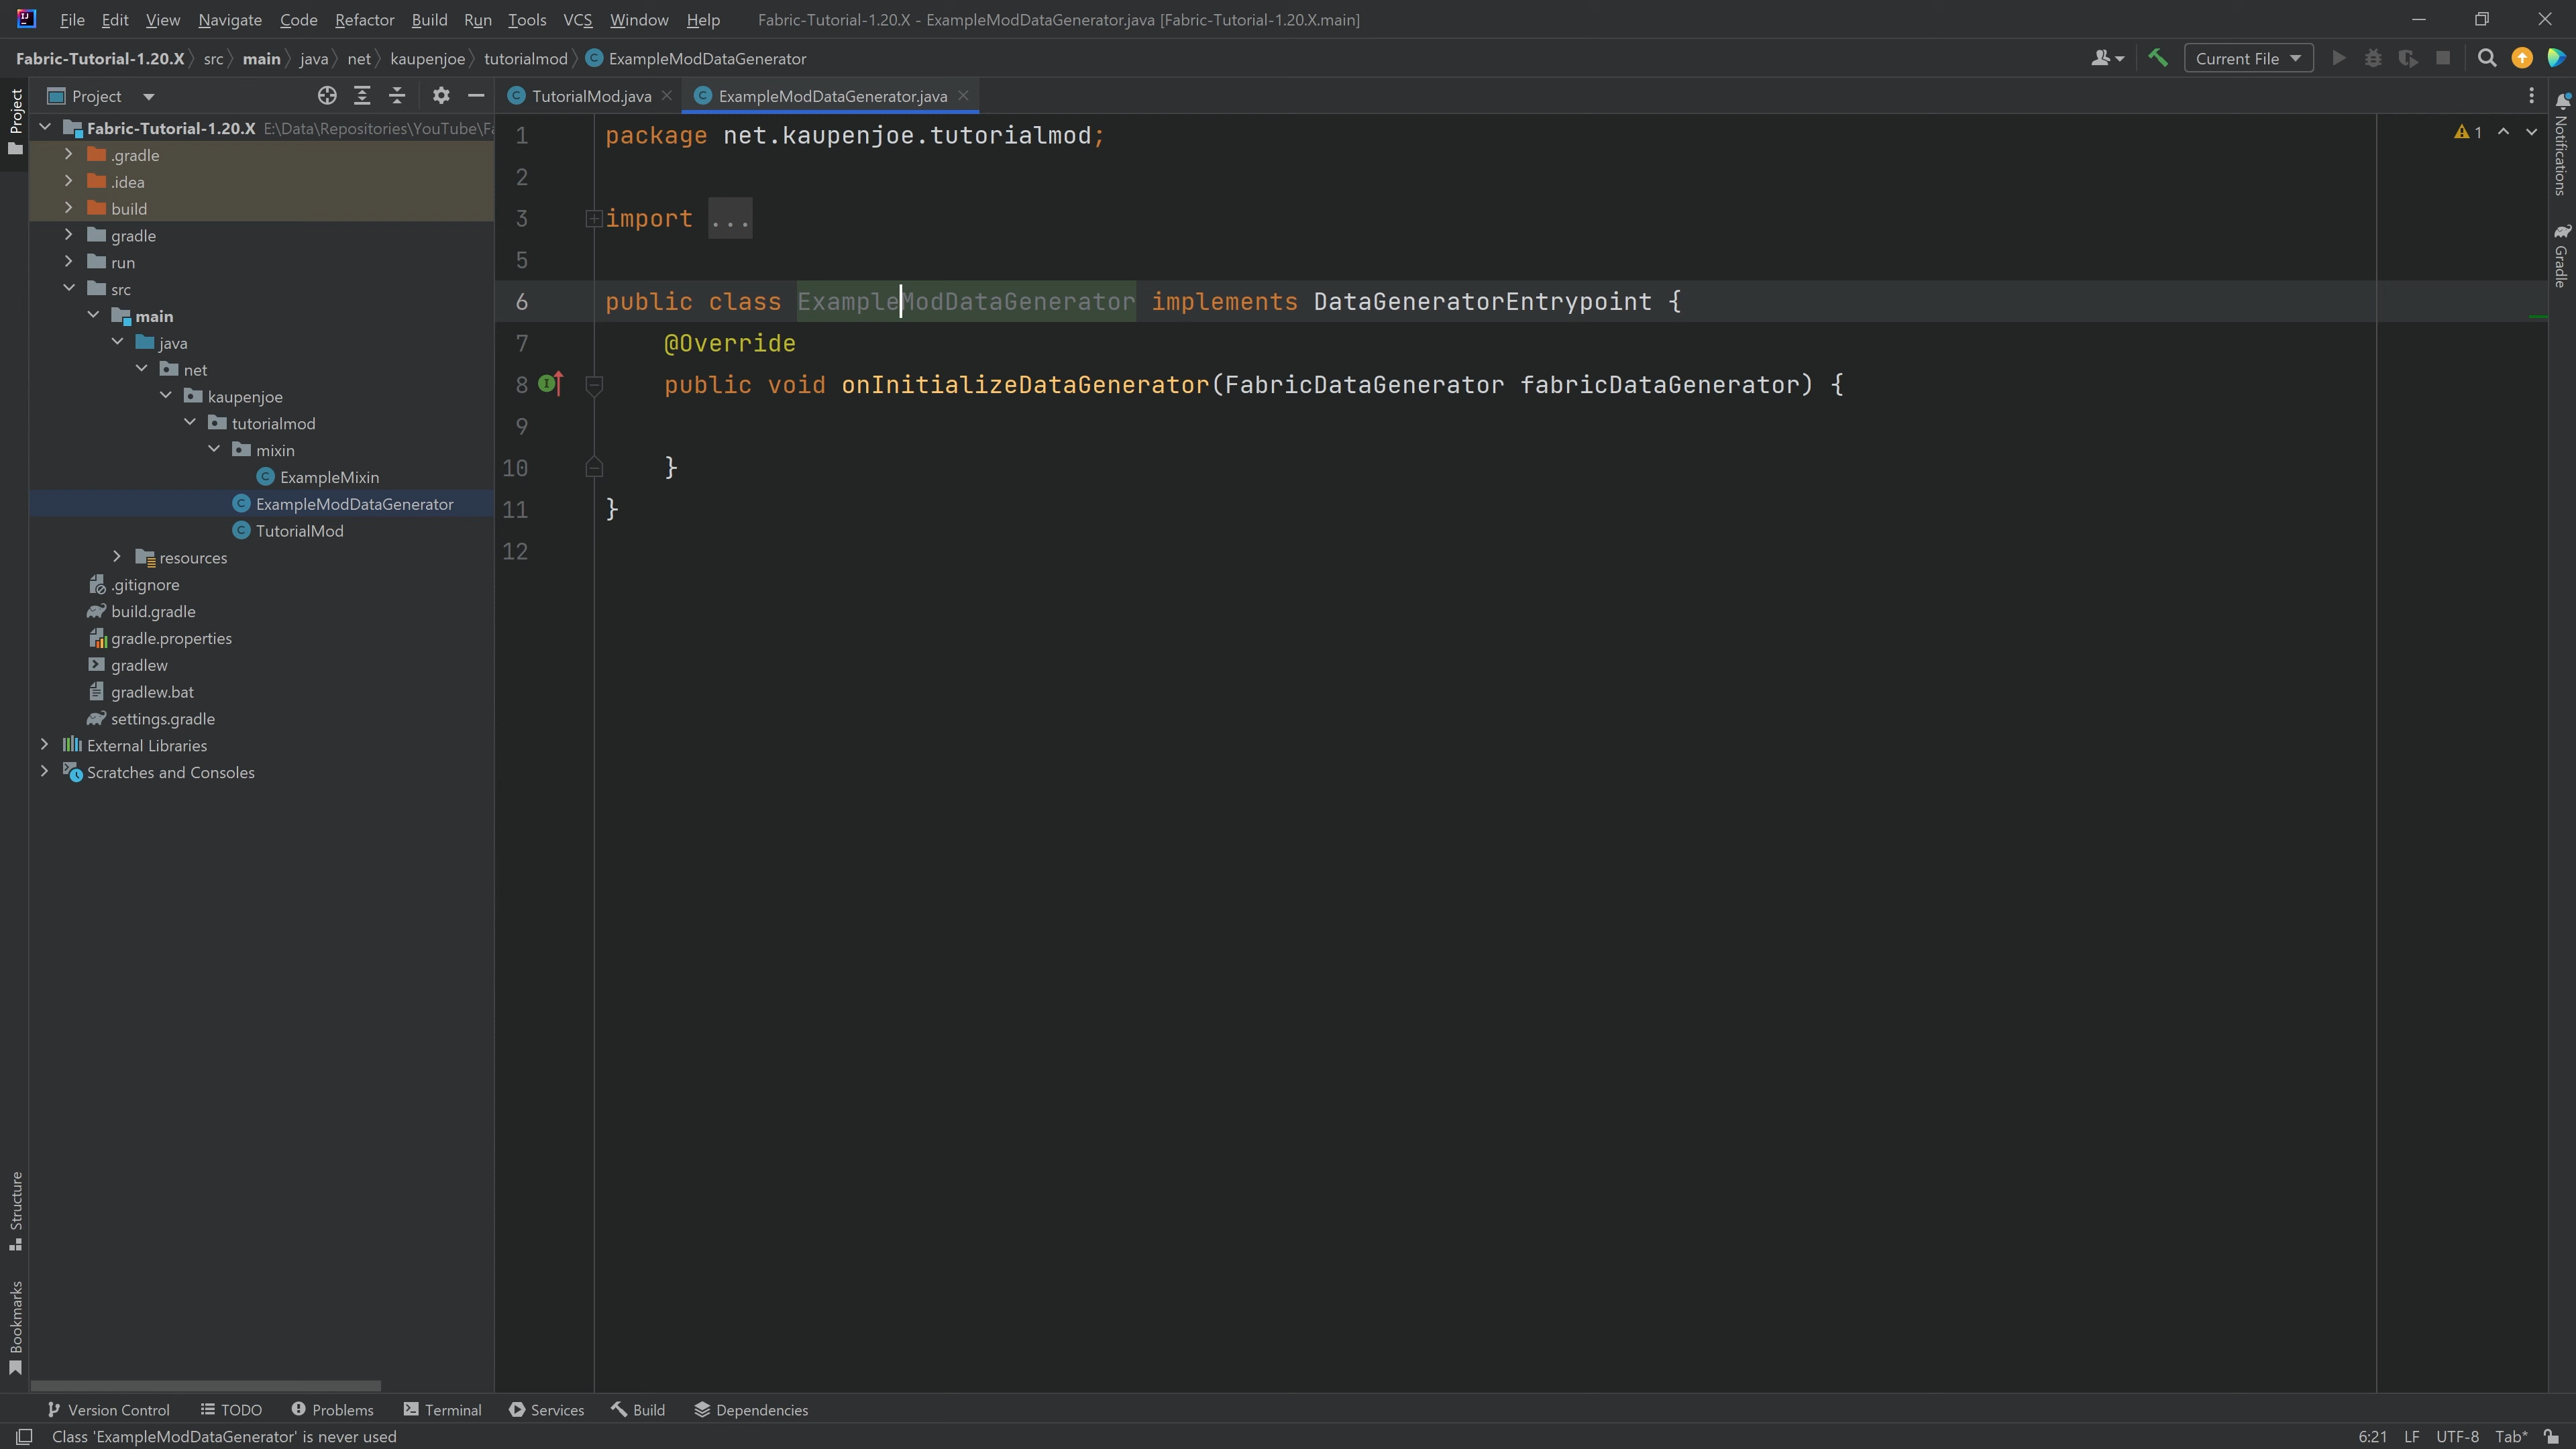 File Edit View Navigate Code Refactor Build Run Tools VCS Window Help Fabric-Tutorial-1.20.X - ExampleModDataGenerator.java [Fabric-Tutorial-1.20.X.main]
Fabric-Tutorial-1.20.X src main java net kaupenjoe tutorialmod ExampleModDataGenerator Current File
Project
Project
TutorialMod.java ExampleModDataGenerator.java
Fabric-Tutorial-1.20.X E:\Data\Repositories\YouTube\Fa
.gradle
.idea
build
gradle
run
src
main
java
net
kaupenjoe
tutorialmod
mixin
ExampleMixin
ExampleModDataGenerator
TutorialMod
resources
.gitignore
build.gradle
gradle.properties
gradlew
gradlew.bat
settings.gradle
External Libraries
Scratches and Consoles
Structure
Bookmarks
1 package net.kaupenjoe.tutorialmod;
2
3 import ...
5
6 public class ExampleModDataGenerator implements DataGeneratorEntrypoint {
7 @Override
8 public void onInitializeDataGenerator(FabricDataGenerator fabricDataGenerator) {
9
10 }
11 }
12
1
Notifications
Gradle
Version Control TODO Problems Terminal Services Build Dependencies
Class 'ExampleModDataGenerator' is never used 6:21 LF UTF-8 Tab*